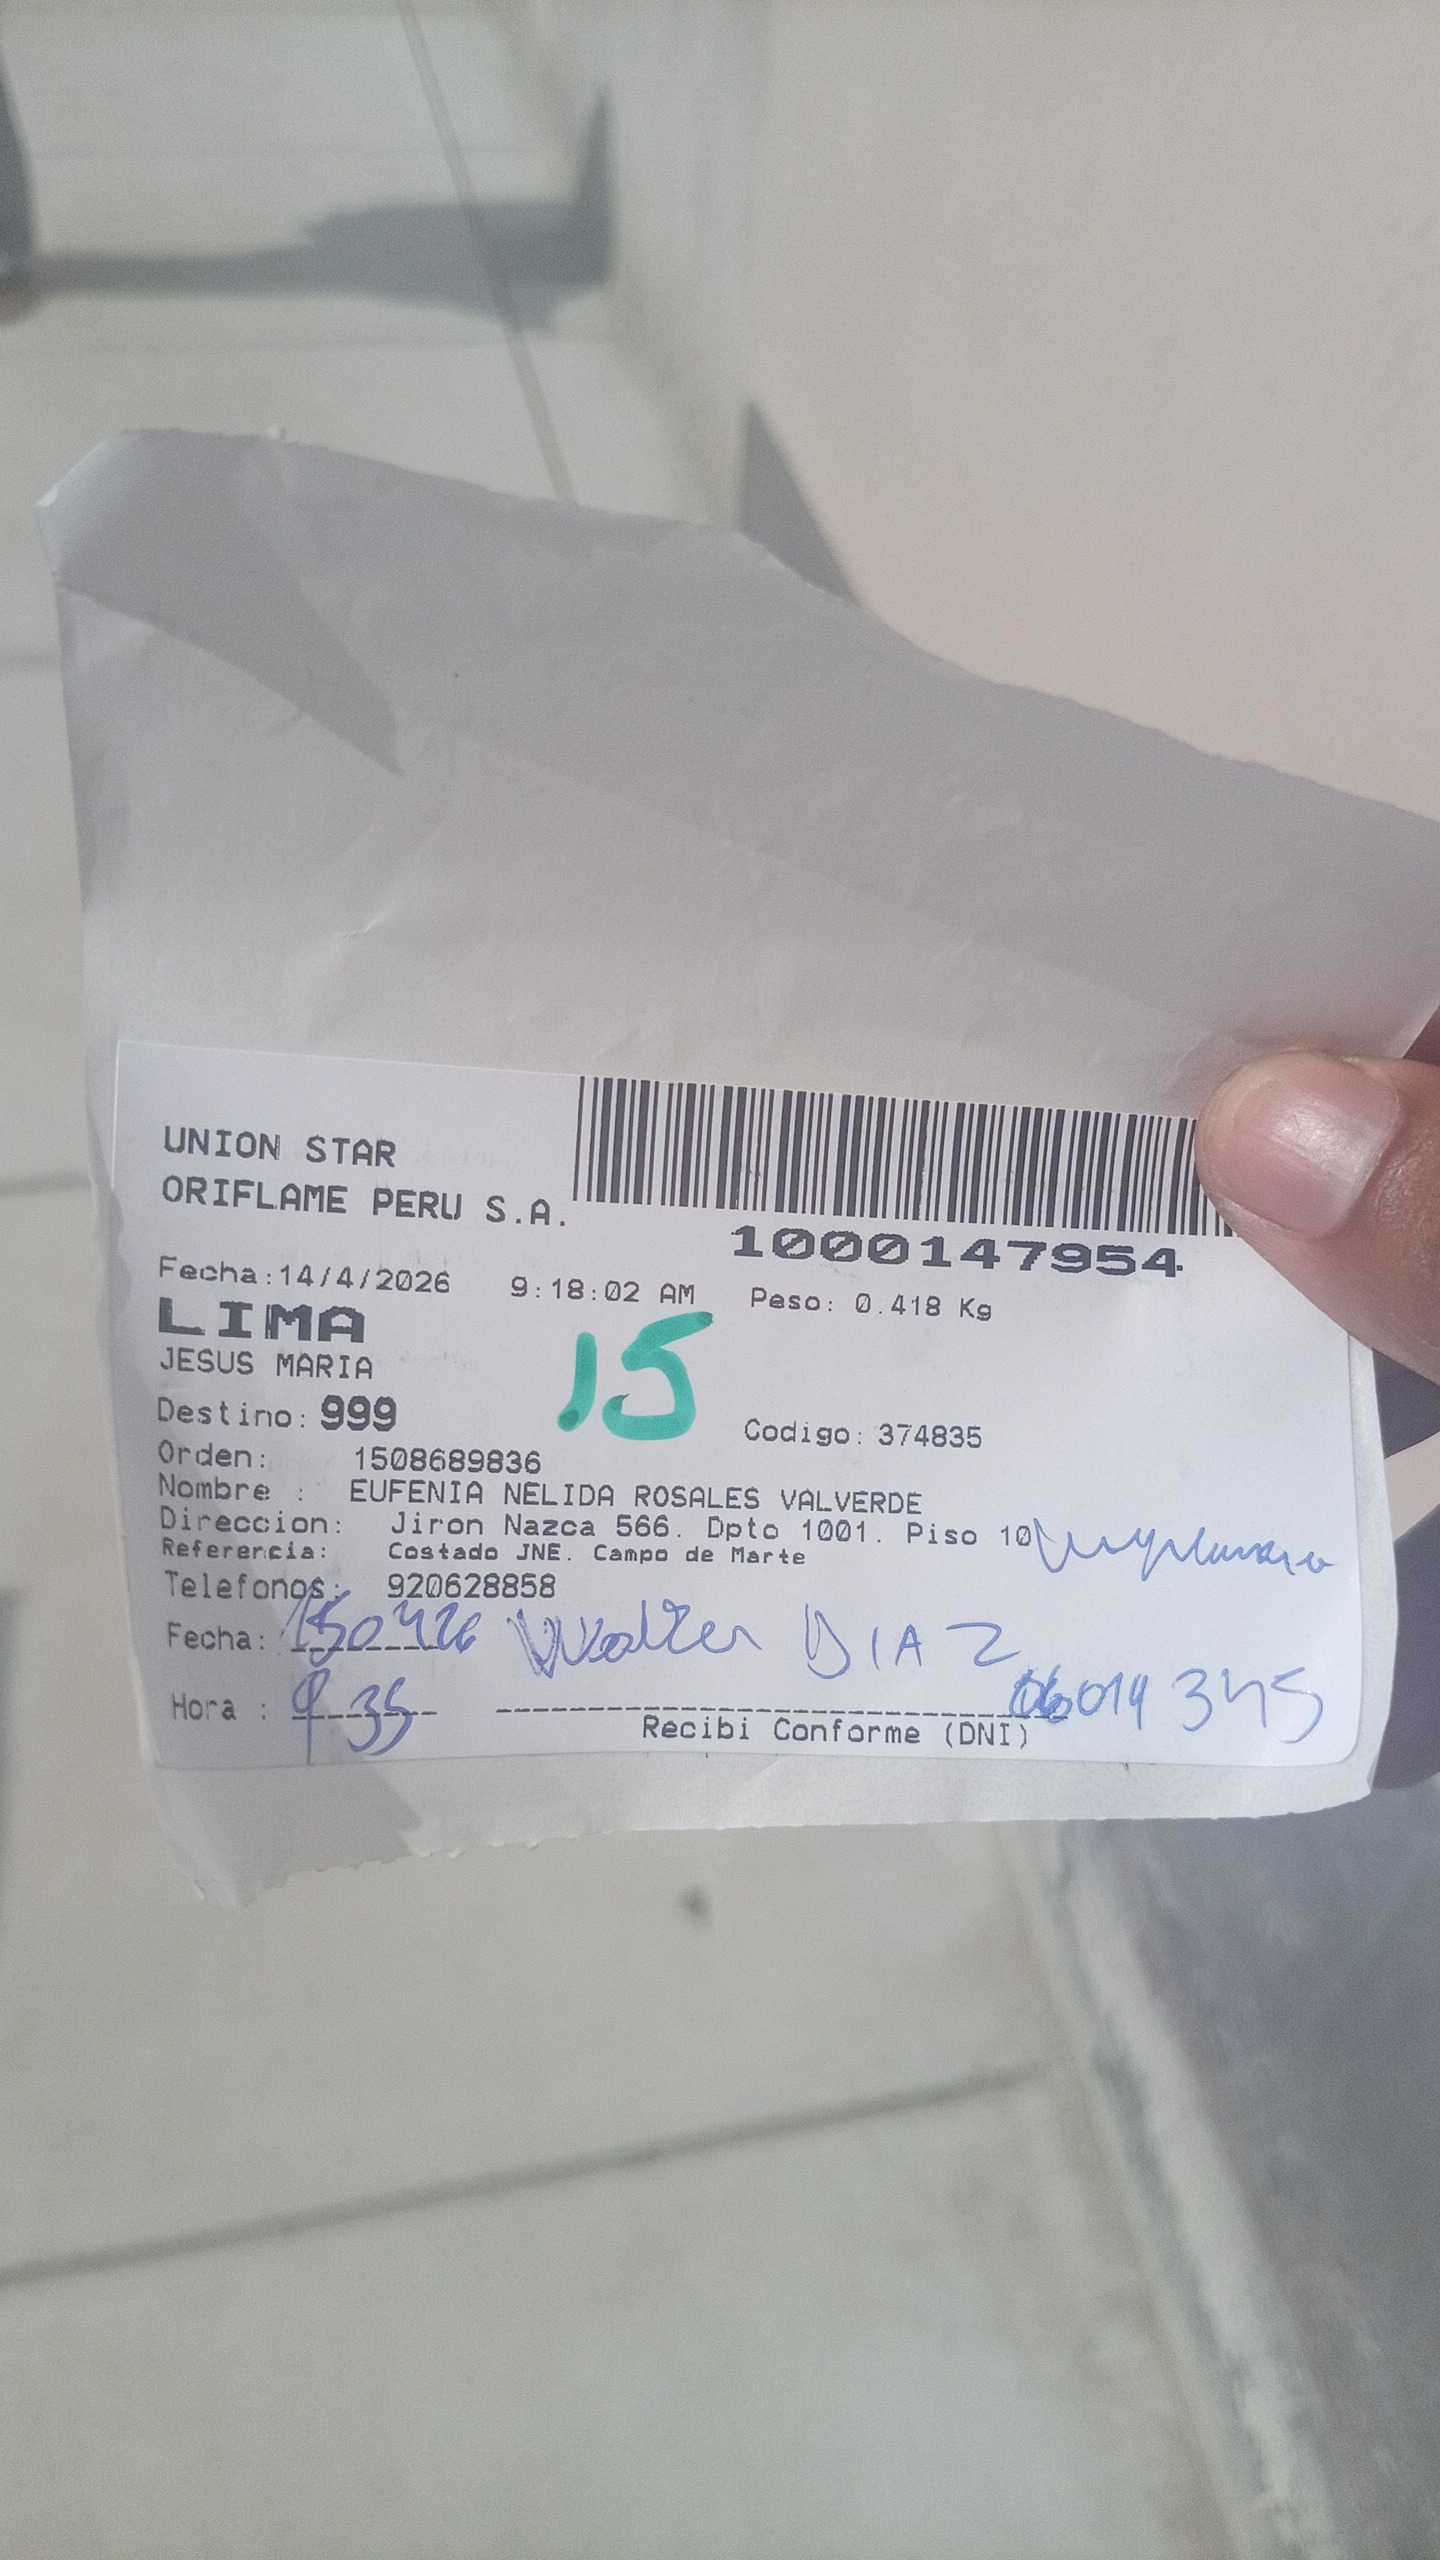 UNION STAR
ORIFLAME PERU S.A.
1000147954
Fecha:14/4/2026 9:18:02 AM Peso: 0.418 Kg
LIMA
15
JESUS MARIA
Destino: 999 Codigo: 374835
Orden: 1508689836
Nombre : EUFENIA NELIDA ROSALES VALVERDE
Direccion: Jiron Nazca 566. Dpto 1001. Piso 10
Referencia: Costado JNE. Campo de Marte
Telefonos: 920628858
Fecha: 150426 Walter DIAZ
Hora : 9 35 06014345
Recibi Conforme (DNI)